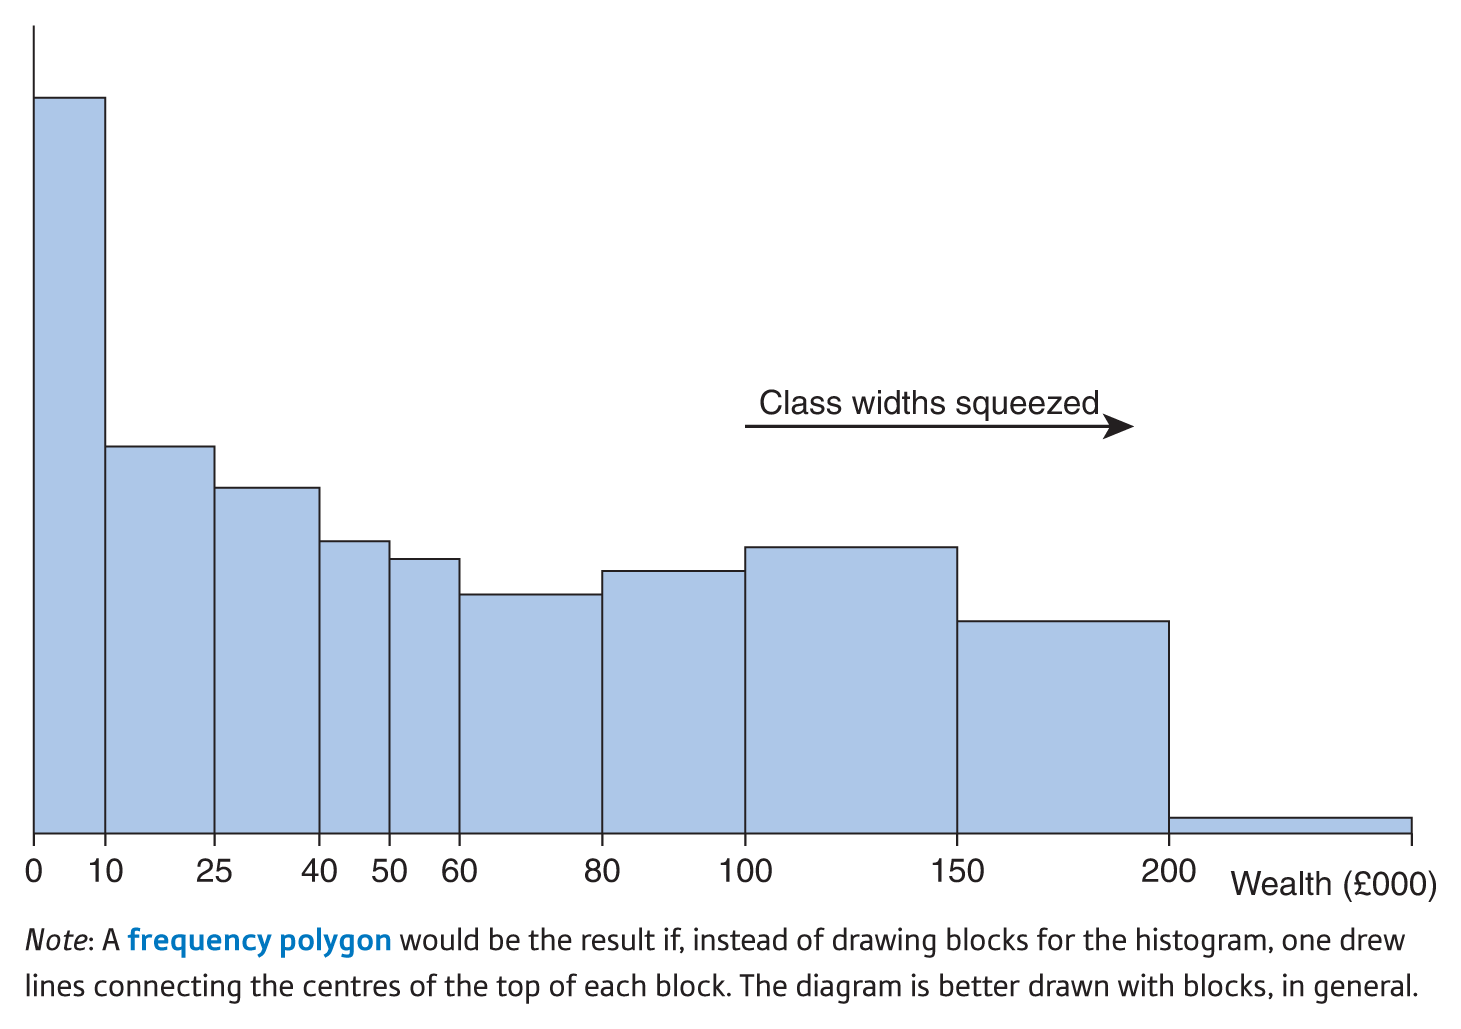 Class widths squeezed
0 10 25 40 50 60 80 100 150 200 Wealth (£000)
Note: A frequency polygon would be the result if, instead of drawing blocks for the histogram, one drew
lines connecting the centres of the top of each block. The diagram is better drawn with blocks, in general.